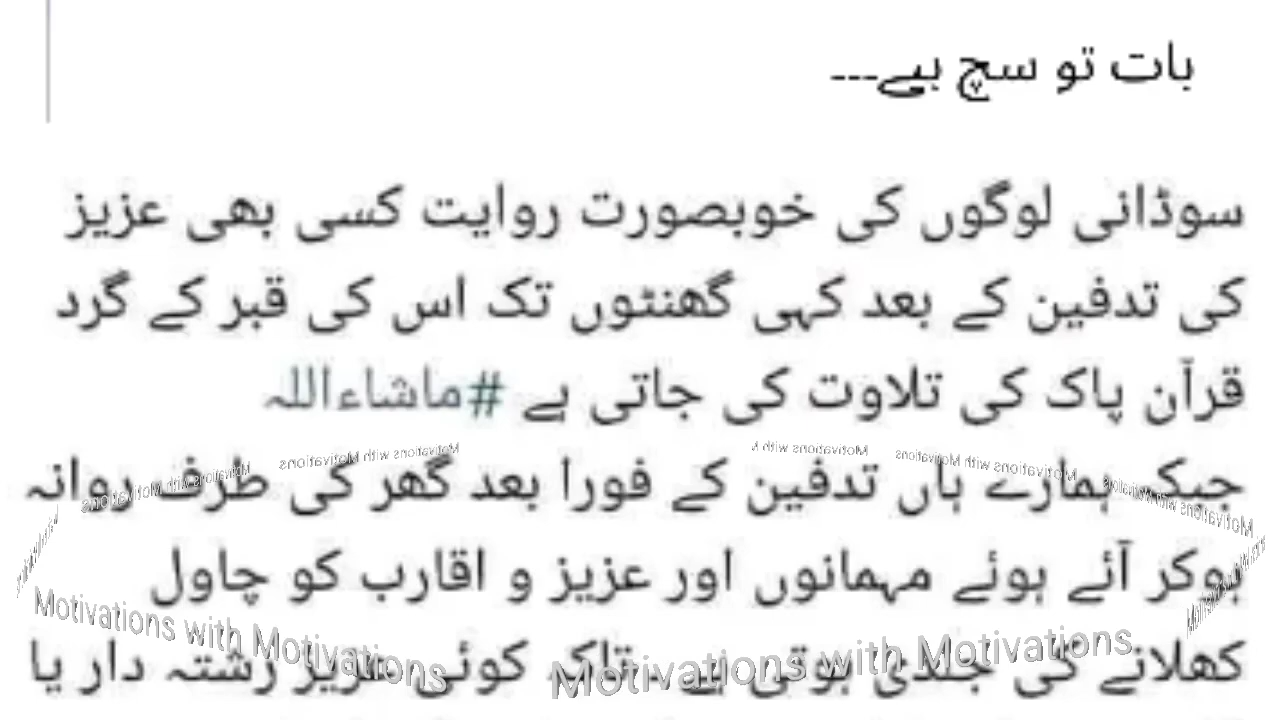 بات تو سچ ہے---
سوڈانی لوگوں کی خوبصورت روایت کسی بھی عزیز
کی تدفین کے بعد کہی گھنٹوں تک اس کی قبر کے گرد
قرآن پاک کی تلاوت کی جاتی ہے #ماشاءاللہ
جبکہ ہمارے ہاں تدفین کے فورا بعد گھر کی طرف روانہ
ہوکر آئے ہوئے مہمانوں اور عزیز و اقارب کو چاول
کھلانے کی جلدی ہوتی ہے تاکہ کوئی عزیز رشتہ دار یا
Motivations with Motivations
Motivations with Motivations